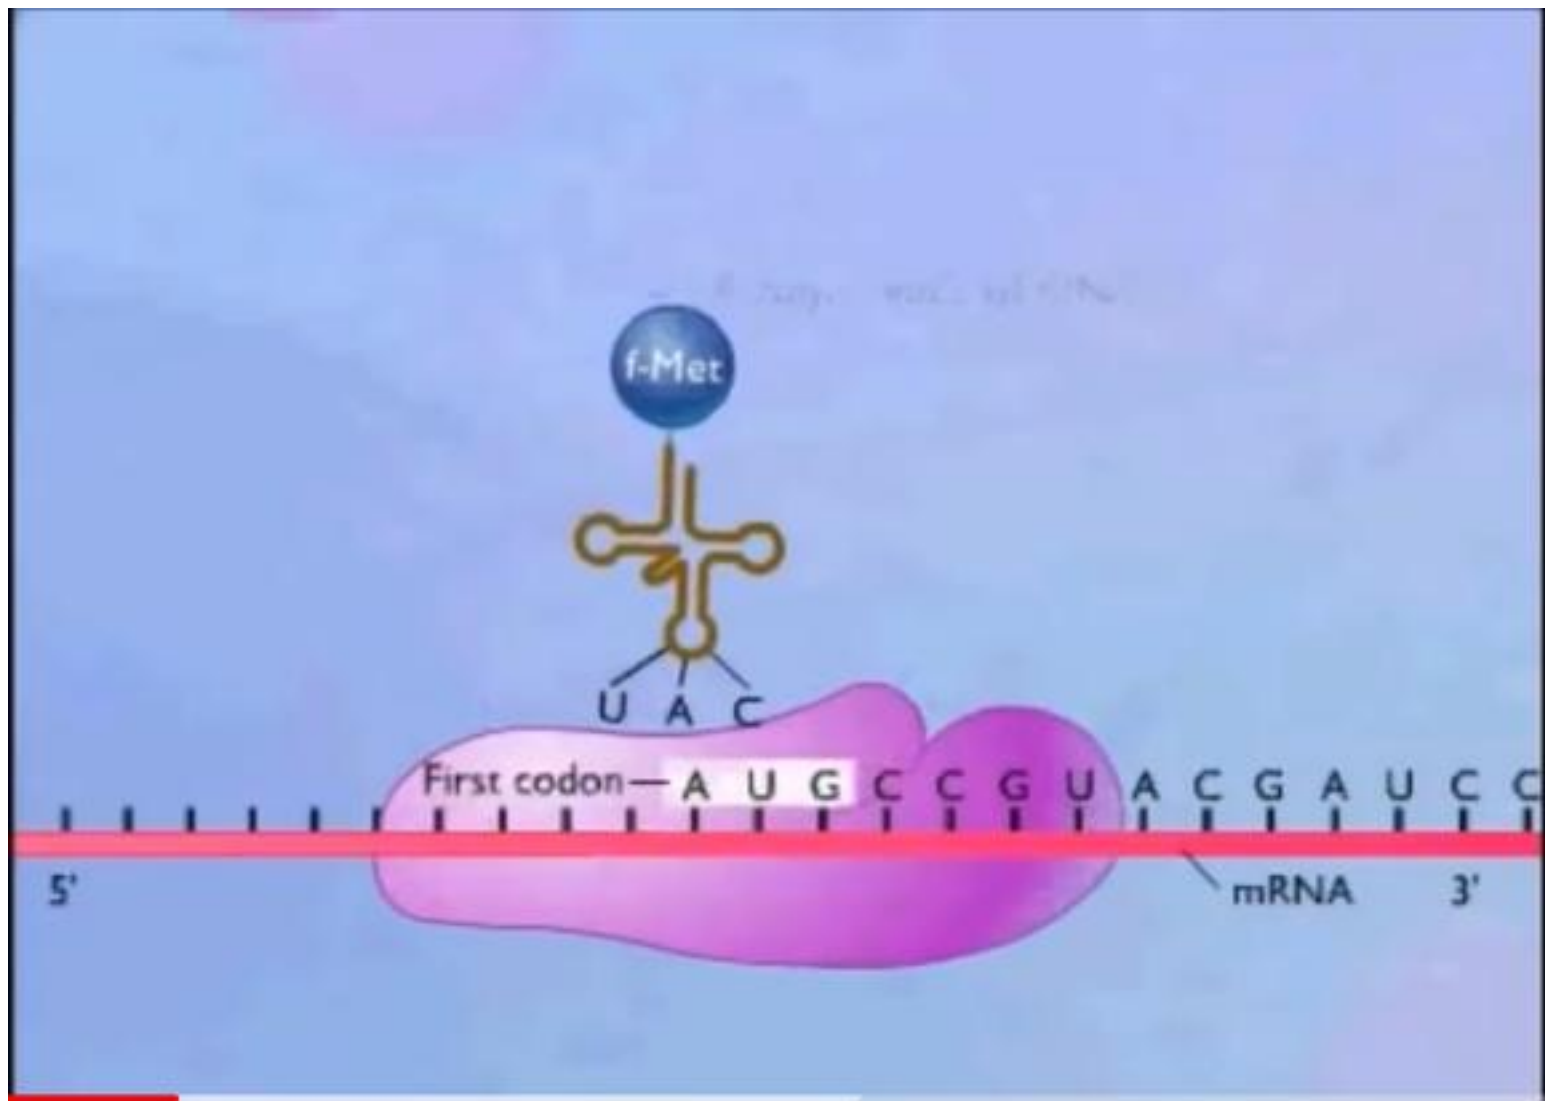 f-Met
U A C
First codon A U G C C G U A C G A U C C
5' mRNA 3'